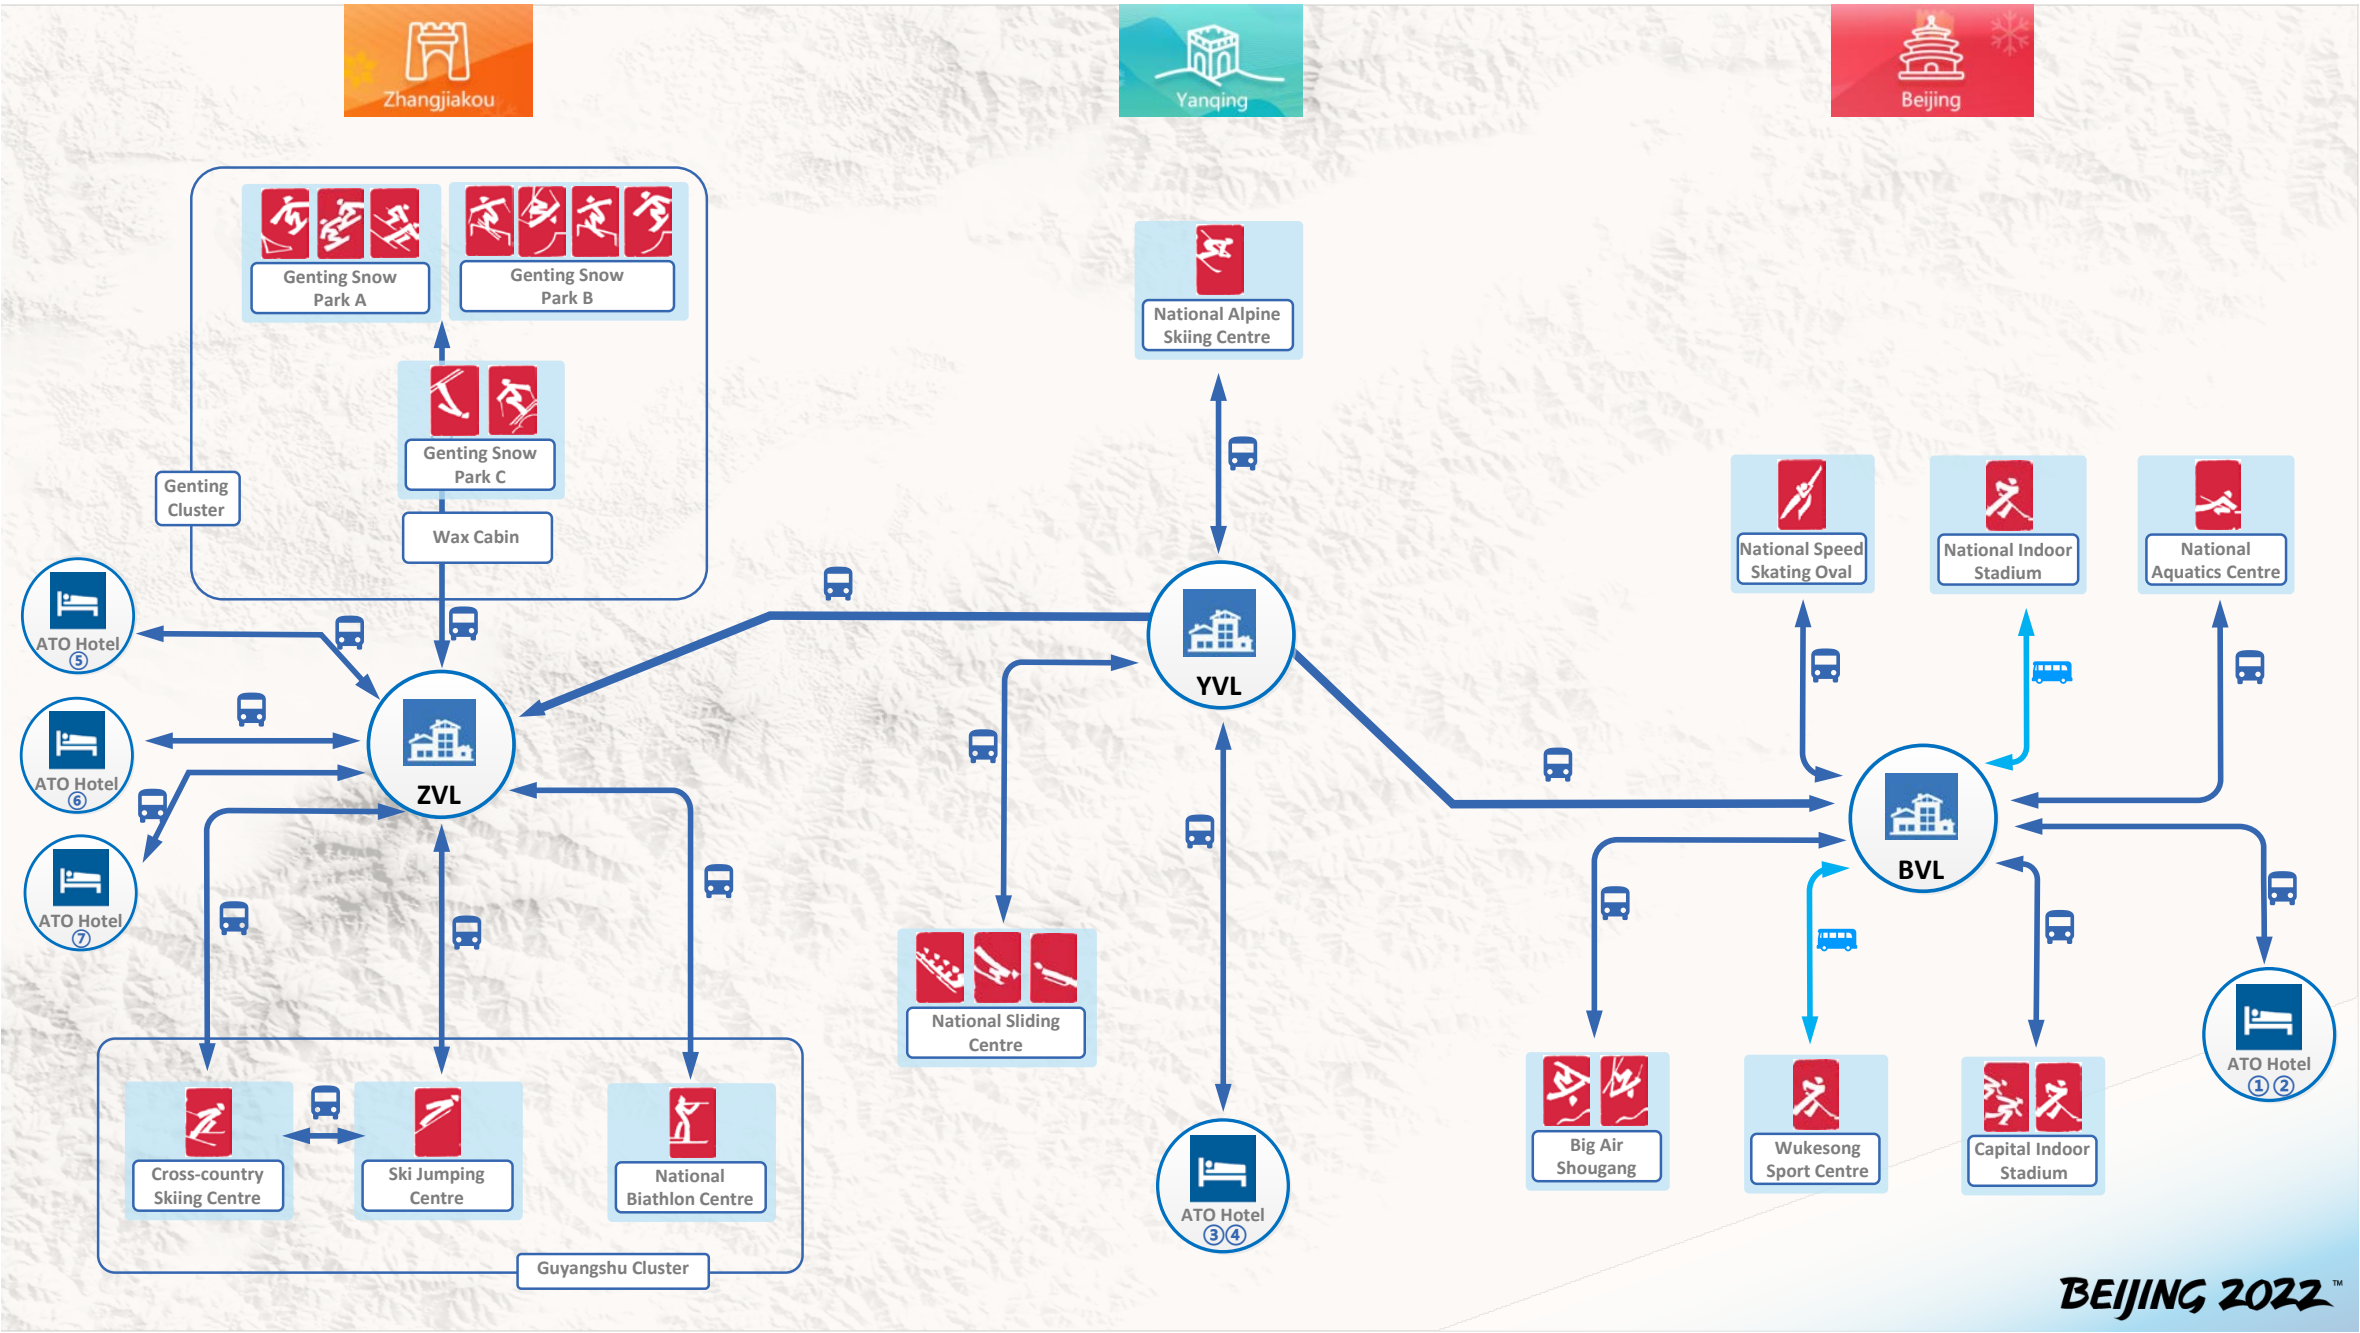 Zhangjiakou
Yanqing
Beijing
Genting Snow
Park A
Genting Snow
Park B
National Alpine
Skiing Centre
Genting Snow
Park C
Genting
Cluster
Wax Cabin
National Speed
Skating Oval
National Indoor
Stadium
National
Aquatics Centre
ATO Hotel
⑤
YVL
ATO Hotel
⑥
ZVL
BVL
ATO Hotel
⑦
National Sliding
Centre
ATO Hotel
①②
Cross-country
Skiing Centre
Ski Jumping
Centre
National
Biathlon Centre
Big Air
Shougang
Wukesong
Sport Centre
Capital Indoor
Stadium
ATO Hotel
③④
Guyangshu Cluster
BEIJING 2022™